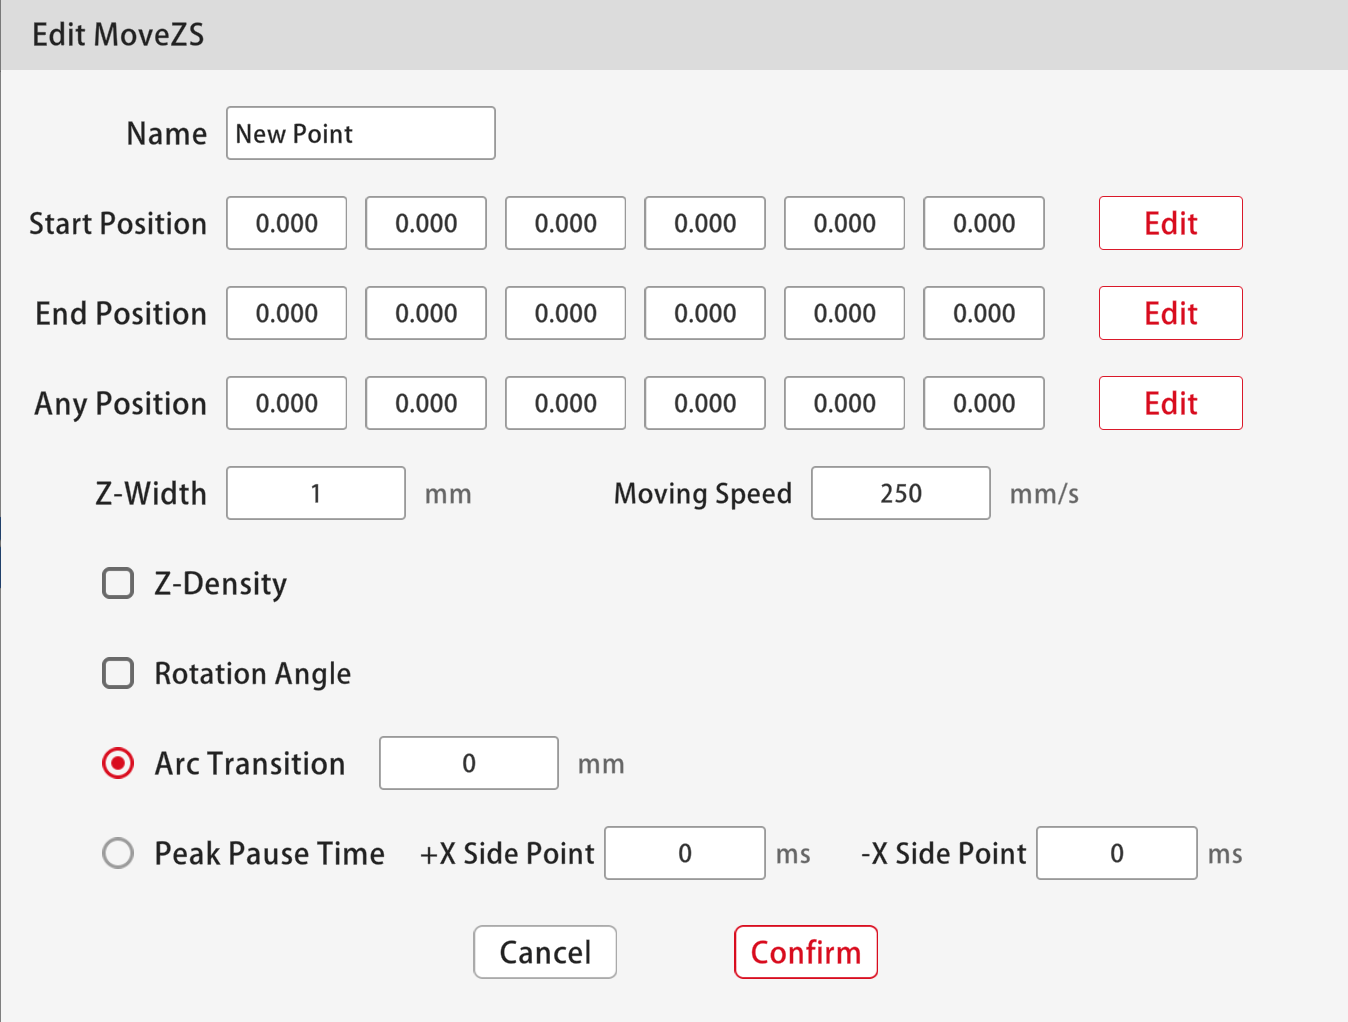 Edit MoveZS
Name New Point
Start Position 0.000 0.000 0.000 0.000 0.000 0.000 Edit
End Position 0.000 0.000 0.000 0.000 0.000 0.000 Edit
Any Position 0.000 0.000 0.000 0.000 0.000 0.000 Edit
Z-Width 1 mm Moving Speed 250 mm/s
Z-Density
Rotation Angle
Arc Transition 0 mm
Peak Pause Time +X Side Point 0 ms -X Side Point 0 ms
Cancel Confirm